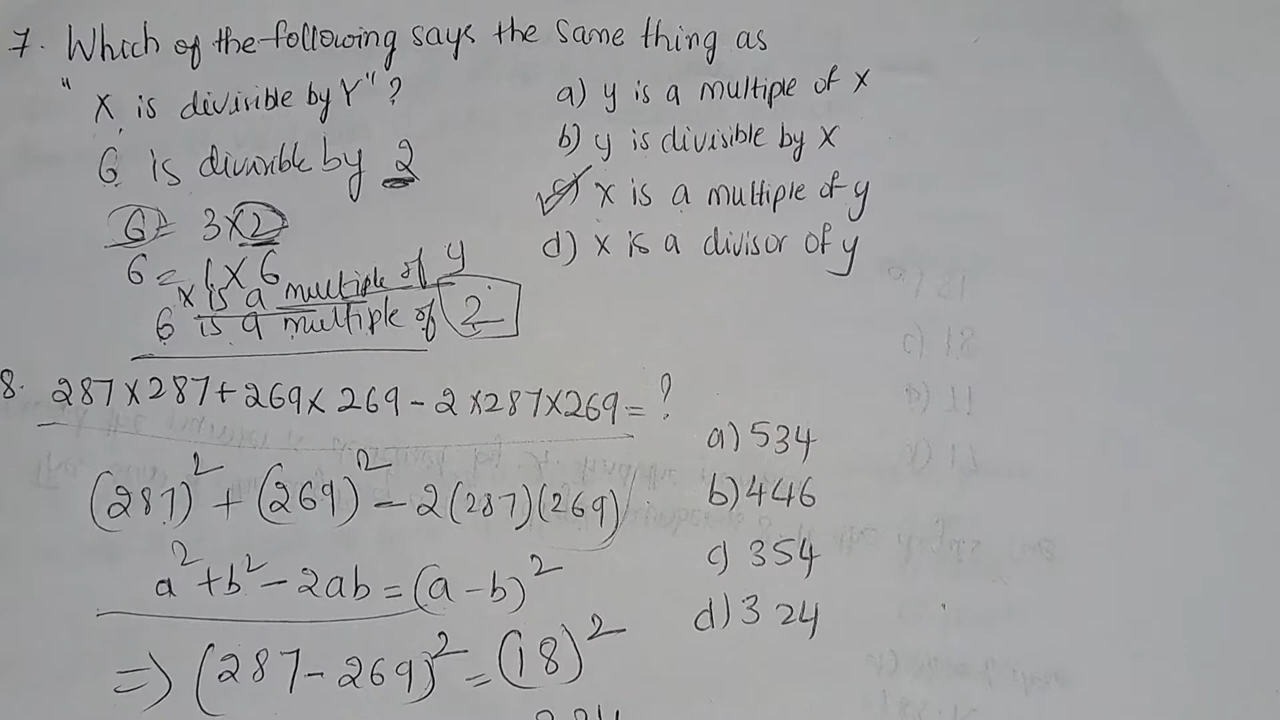 7. Which of the following says the same thing as
" X is divisible by Y" ?
a) y is a multiple of x
b) y is divisible by x
6 is divisible by 2
c) x is a multiple of y
6 = 3×2
d) x is a divisor of y
6 = 1×6
x is a multiple of y
6 is a multiple of 2
8. 287×287+269×269-2×287×269=?
a) 534
(287)²+(269)²-2(287)(269)
b) 446
c) 354
a²+b²-2ab=(a-b)²
d) 324
⇒ (287-269)²=(18)²